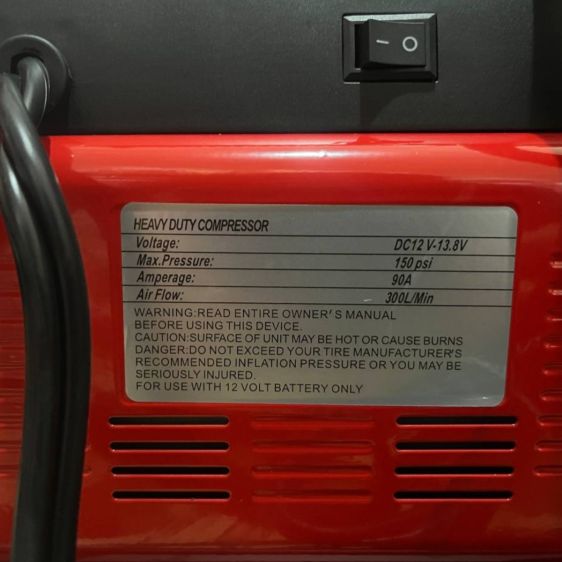 — O
HEAVY DUTY COMPRESSOR
Voltage: DC12 V-13.8V
Max.Pressure: 150 psi
Amperage: 90A
Air Flow: 300L/Min
WARNING:READ ENTIRE OWNER'S MANUAL
BEFORE USING THIS DEVICE.
CAUTION:SURFACE OF UNIT MAY BE HOT OR CAUSE BURNS
DANGER:DO NOT EXCEED YOUR TIRE MANUFACTURER'S
RECOMMENDED INFLATION PRESSURE OR YOU MAY BE
SERIOUSLY INJURED.
FOR USE WITH 12 VOLT BATTERY ONLY